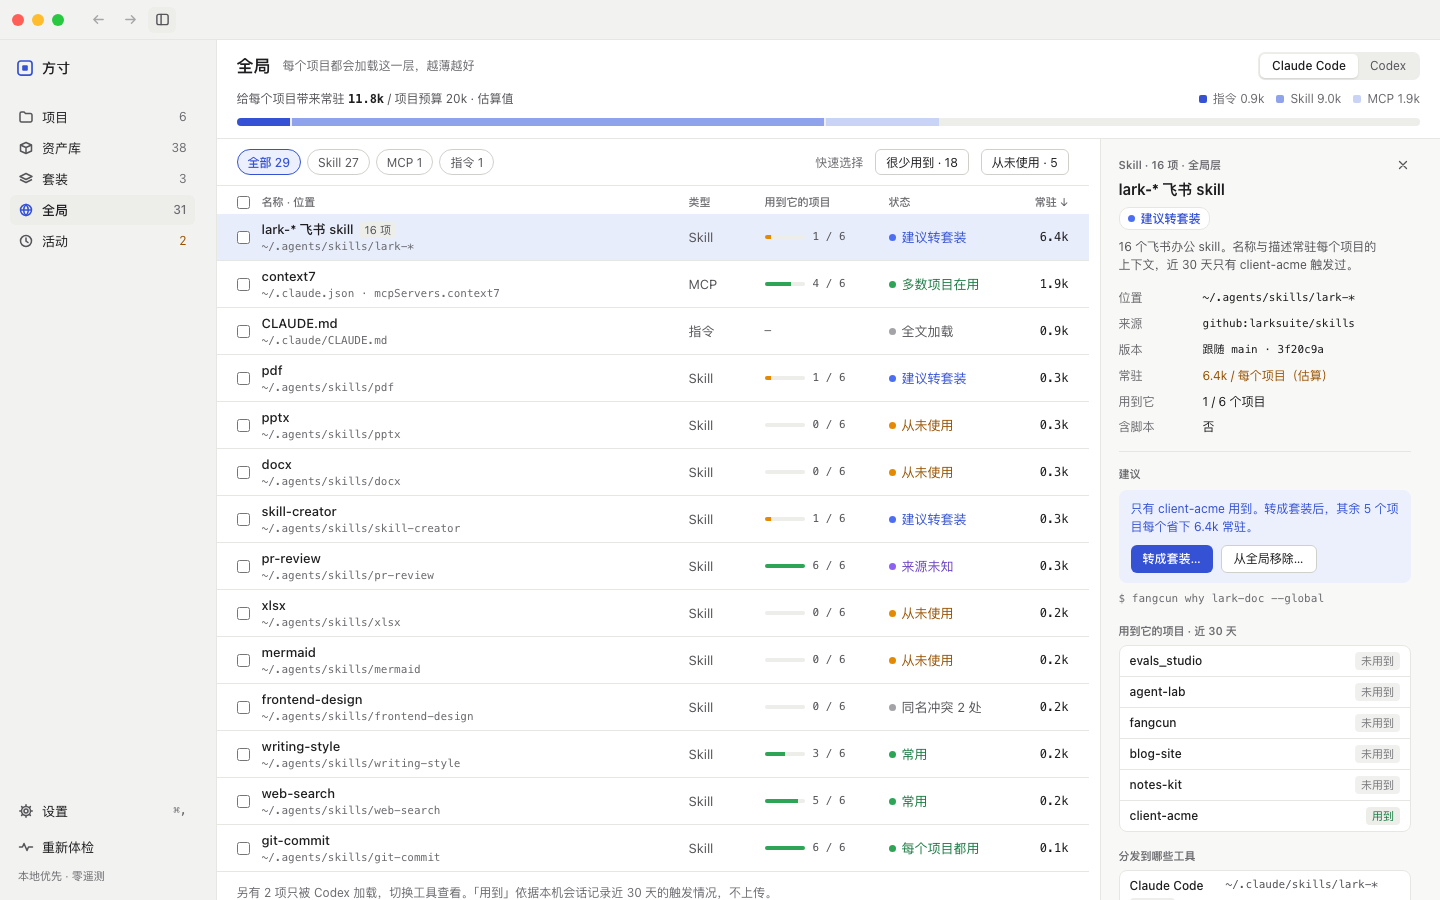 方寸
项目 6
资产库 38
套装 3
全局 31
活动 2
设置 ⌘,
重新体检
本地优先 · 零遥测
全局 每个项目都会加载这一层，越薄越好
Claude Code Codex
给每个项目带来常驻 11.8k / 项目预算 20k · 估算值
指令 0.9k Skill 9.0k MCP 1.9k
全部 29 Skill 27 MCP 1 指令 1
快速选择 很少用到 · 18 从未使用 · 5
名称 · 位置 类型 用到它的项目 状态 常驻 ↓
lark-* 飞书 skill 16 项
~/.agents/skills/lark-*
Skill 1 / 6 建议转套装 6.4k
context7
~/.claude.json · mcpServers.context7
MCP 4 / 6 多数项目在用 1.9k
CLAUDE.md
~/.claude/CLAUDE.md
指令 — 全文加载 0.9k
pdf
~/.agents/skills/pdf
Skill 1 / 6 建议转套装 0.3k
pptx
~/.agents/skills/pptx
Skill 0 / 6 从未使用 0.3k
docx
~/.agents/skills/docx
Skill 0 / 6 从未使用 0.3k
skill-creator
~/.agents/skills/skill-creator
Skill 1 / 6 建议转套装 0.3k
pr-review
~/.agents/skills/pr-review
Skill 6 / 6 来源未知 0.3k
xlsx
~/.agents/skills/xlsx
Skill 0 / 6 从未使用 0.2k
mermaid
~/.agents/skills/mermaid
Skill 0 / 6 从未使用 0.2k
frontend-design
~/.agents/skills/frontend-design
Skill 0 / 6 同名冲突 2 处 0.2k
writing-style
~/.agents/skills/writing-style
Skill 3 / 6 常用 0.2k
web-search
~/.agents/skills/web-search
Skill 5 / 6 常用 0.2k
git-commit
~/.agents/skills/git-commit
Skill 6 / 6 每个项目都用 0.1k
另有 2 项只被 Codex 加载，切换工具查看。「用到」依据本机会话记录近 30 天的触发情况，不上传。
Skill · 16 项 · 全局层
lark-* 飞书 skill
建议转套装
16 个飞书办公 skill。名称与描述常驻每个项目的
上下文，近 30 天只有 client-acme 触发过。
位置 ~/.agents/skills/lark-*
来源 github:larksuite/skills
版本 跟随 main · 3f20c9a
常驻 6.4k / 每个项目（估算）
用到它 1 / 6 个项目
含脚本 否
建议
只有 client-acme 用到。转成套装后，其余 5 个项
目每个省下 6.4k 常驻。
转成套装… 从全局移除…
$ fangcun why lark-doc --global
用到它的项目 · 近 30 天
evals_studio 未用到
agent-lab 未用到
fangcun 未用到
blog-site 未用到
notes-kit 未用到
client-acme 用到
分发到哪些工具
Claude Code ~/.claude/skills/lark-*